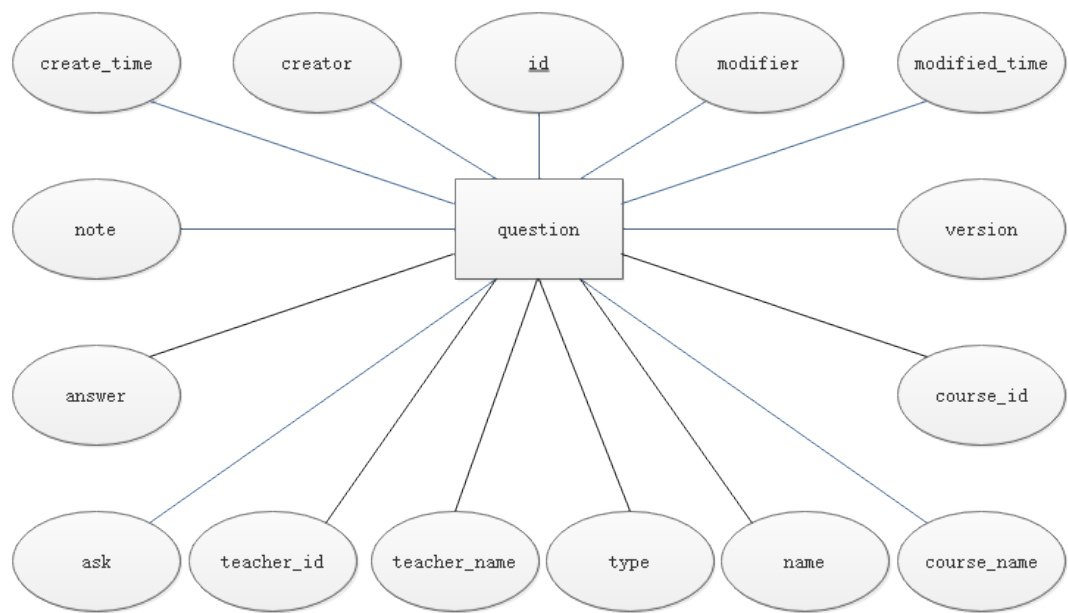 create_time
creator
id
modifier
modified_time
note
question
version
answer
course_id
ask
teacher_id
teacher_name
type
name
course_name